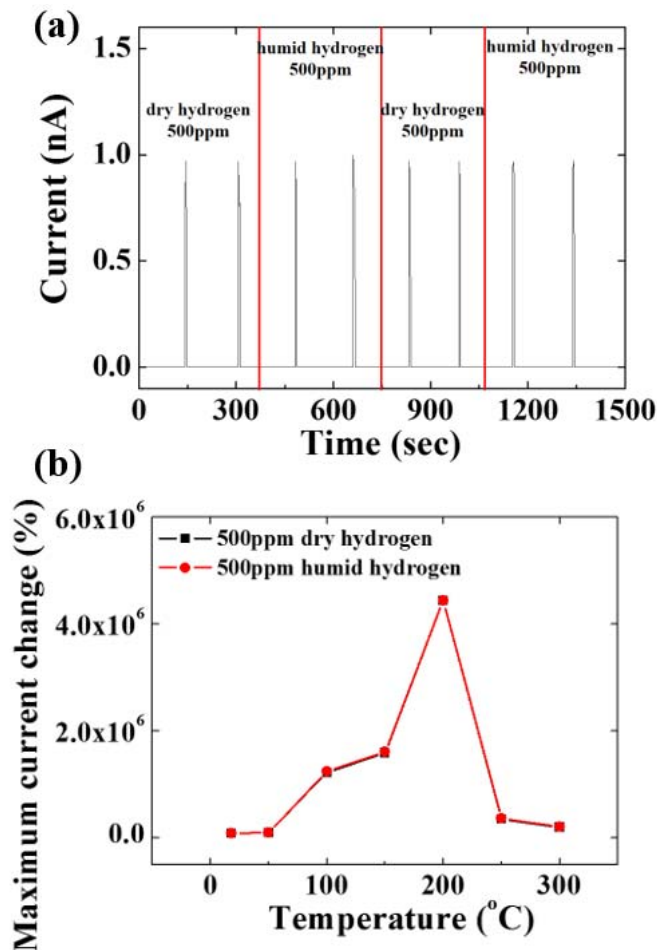 (a)
1.5
1.0
0.5
0.0
Current (nA)
dry hydrogen
500ppm
humid hydrogen
500ppm
dry hydrogen
500ppm
humid hydrogen
500ppm
0 300 600 900 1200 1500
Time (sec)
(b)
Maximum current change (%)
6.0x10⁶
4.0x10⁶
2.0x10⁶
0.0
500ppm dry hydrogen
500ppm humid hydrogen
0 100 200 300
Temperature (°C)